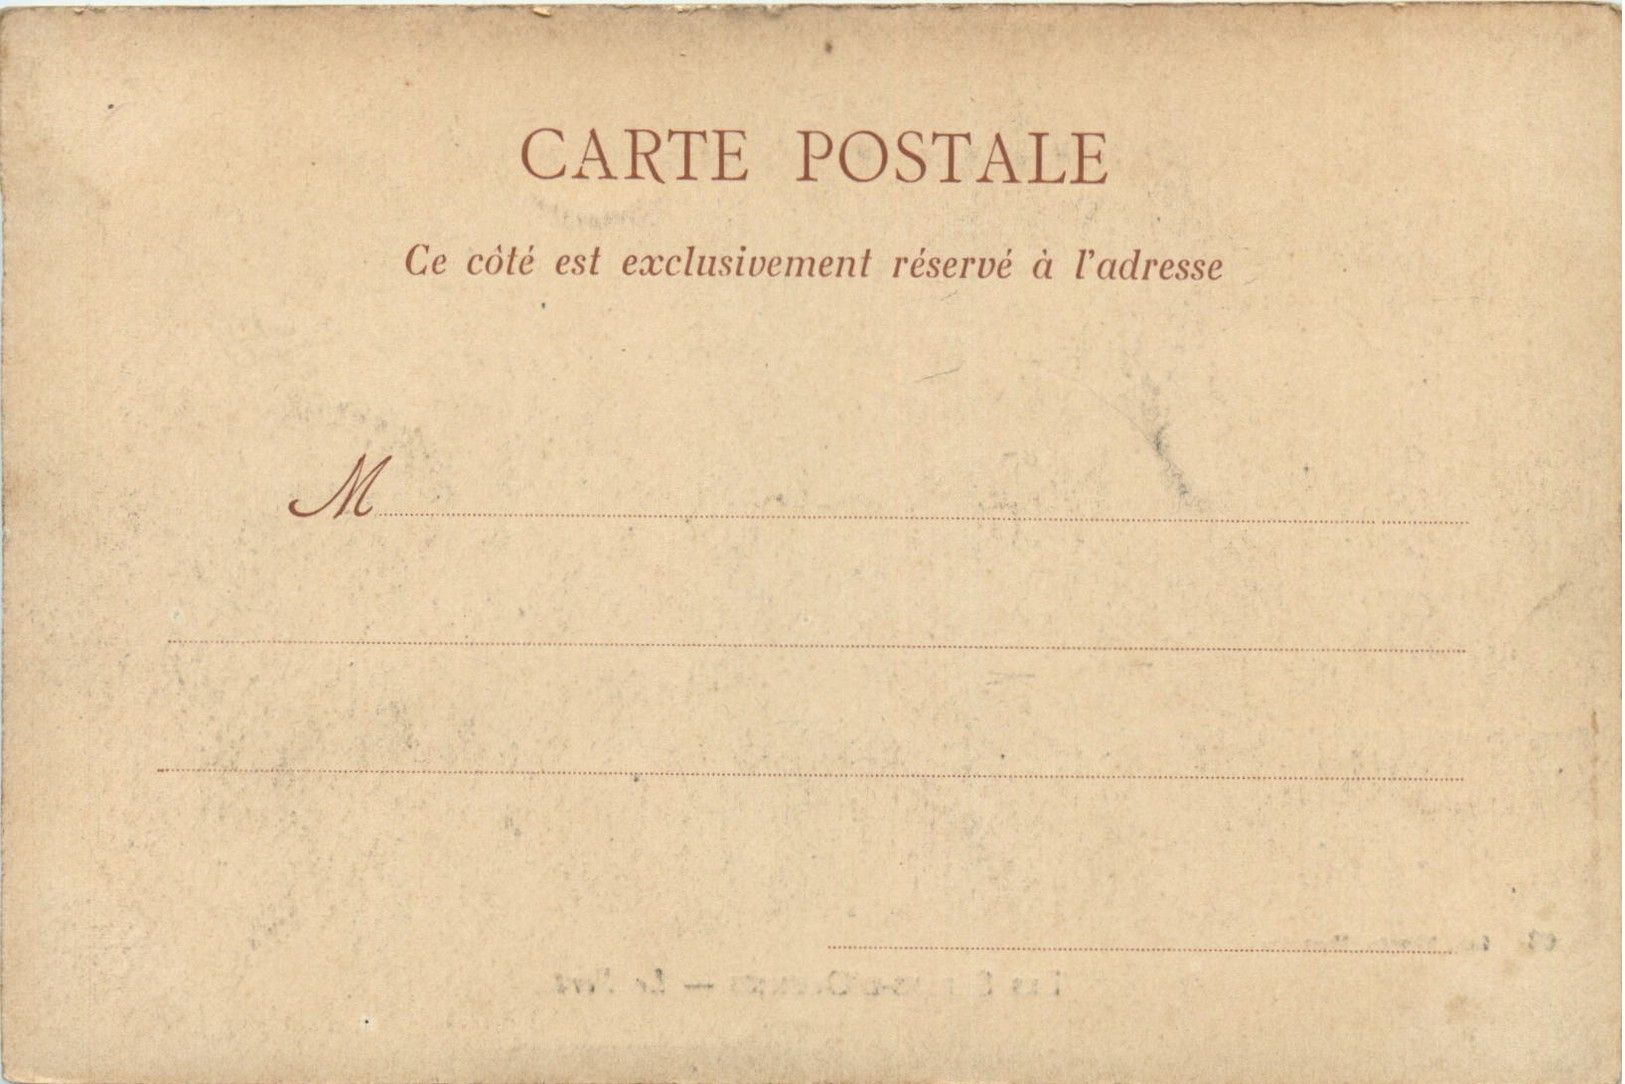 CARTE POSTALE
Ce côté est exclusivement réservé à l'adresse
M